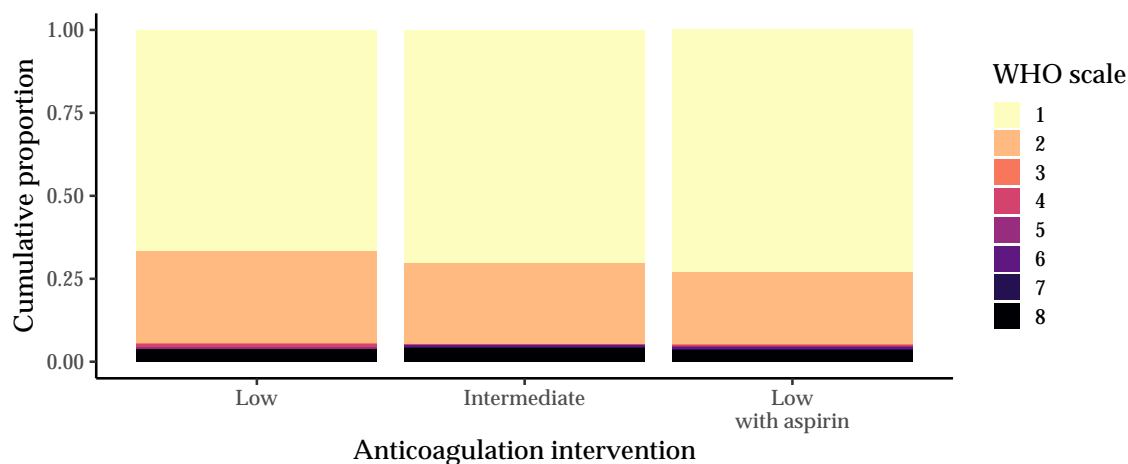 1.00
0.75
0.50
0.25
0.00
Cumulative proportion
Low
Intermediate
Low
with aspirin
Anticoagulation intervention
WHO scale
1
2
3
4
5
6
7
8